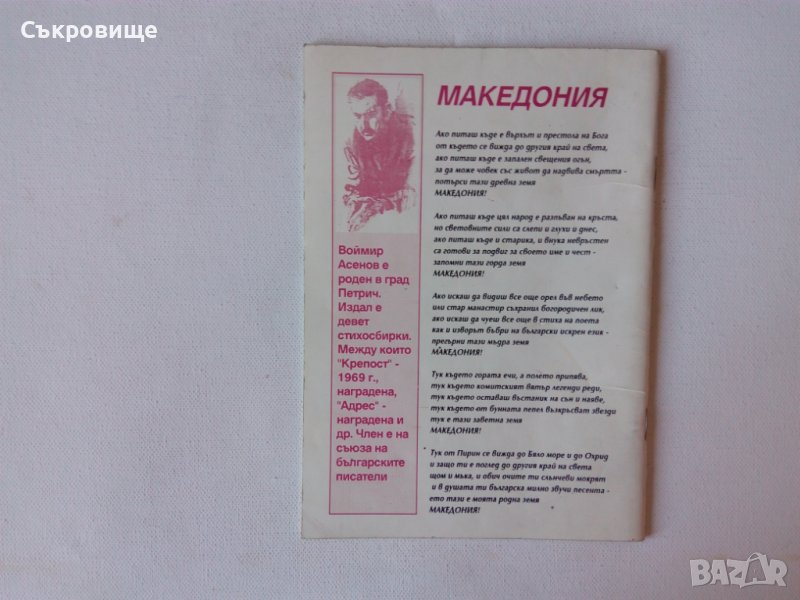 Съкровище
МАКЕДОНИЯ
Ако питаш къде е върхът и престола на Бога
от където се вижда до другия край на света,
ако питаш къде е запален свещения огън,
за да може човек със живот да надвива смъртта -
потърси тази древна земя
МАКЕДОНИЯ!
Ако питаш къде цял народ е разпъван на кръста,
но световните сили са слепи и глухи и днес,
ако питаш къде и старика, и внука невръстен
са готови за подвиг за своето име и чест -
запомни тази горда земя
МАКЕДОНИЯ!
Ако искаш да видиш все още орел във небето
или стар манастир съхранил богородичен лик,
ако искаш да чуеш все още в стиха на поета
как и изворът бъбри на български искрен език -
прегърни тази мъдра земя
МАКЕДОНИЯ!
Тук където гората ечи, а полето припява,
тук където комитският вятър легенди реди,
тук където оставаш въстаник на сън и наяве,
тук където от бунната пепел възкръсват звезди
тук е тази заветна земя
МАКЕДОНИЯ!
Тук от Пирин се вижда до Бяло море и до Охрид
и защо ти е поглед до другия край на света
щом и мъка, и обич очите ти слънчеви моряят
и в душата ти българска милно звучи песента -
ето тази е моята родна земя
МАКЕДОНИЯ!
Воймир
Асенов е
роден в град
Петрич.
Издал е
девет
стихосбирки.
Между които
"Крепост" -
1969 г.,
наградена,
"Адрес" -
наградена и
др. Член е на
съюза на
българските
писатели
BAZAR